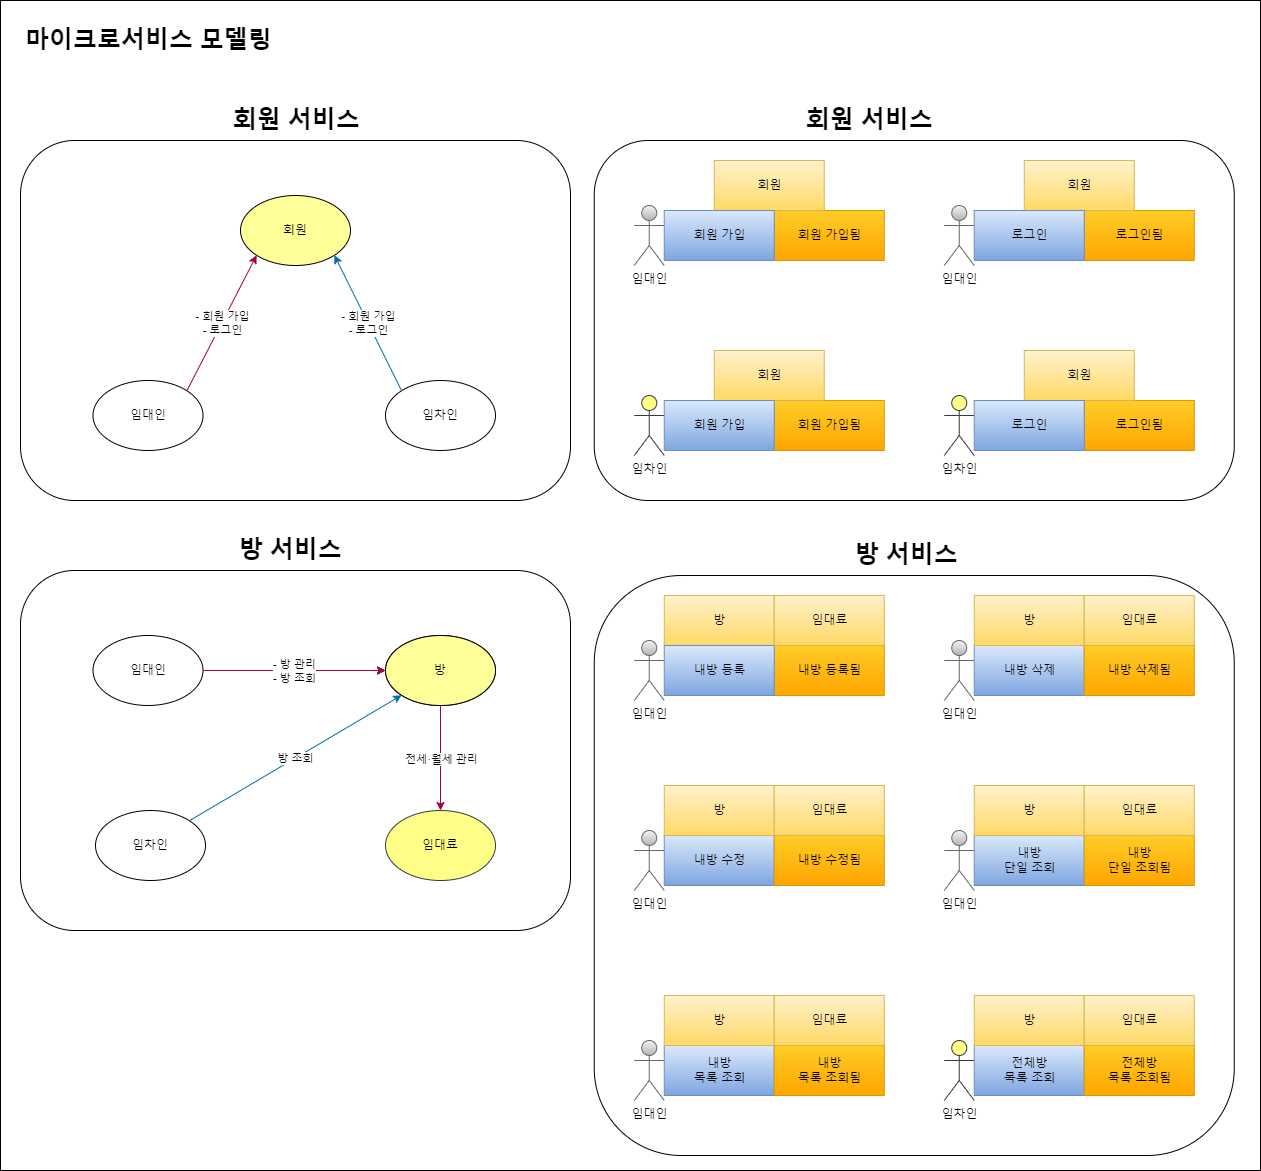 마이크로서비스 모델링
회원 서비스
회원
- 회원 가입
- 로그인
- 회원 가입
- 로그인
임대인
임차인
회원 서비스
회원
회원 가입
회원 가입됨
임대인
회원
로그인
로그인됨
임대인
회원
회원 가입
회원 가입됨
임차인
회원
로그인
로그인됨
임차인
방 서비스
임대인
- 방 관리
- 방 조회
방
방 조회
전세·월세 관리
임차인
임대료
방 서비스
방
임대료
내방 등록
내방 등록됨
임대인
방
임대료
내방 삭제
내방 삭제됨
임대인
방
임대료
내방 수정
내방 수정됨
임대인
방
임대료
내방
단일 조회
내방
단일 조회됨
임대인
방
임대료
내방
목록 조회
내방
목록 조회됨
임대인
방
임대료
전체방
목록 조회
전체방
목록 조회됨
임차인